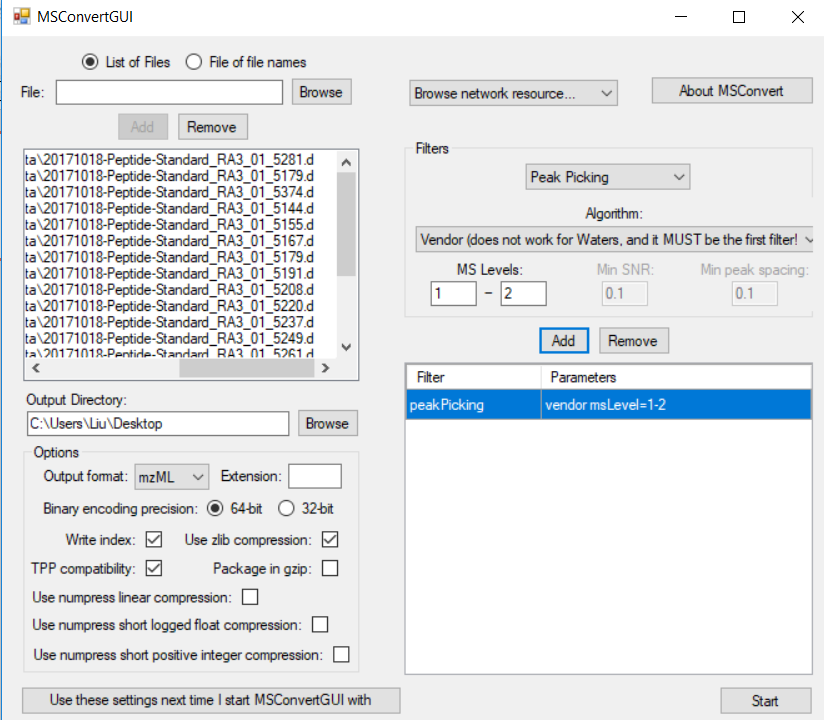 MSConvertGUI
List of Files
File of file names
File:
Browse
Add
Remove
ta\20171018-Peptide-Standard_RA3_01_5281.d
ta\20171018-Peptide-Standard_RA3_01_5179.d
ta\20171018-Peptide-Standard_RA3_01_5374.d
ta\20171018-Peptide-Standard_RA3_01_5144.d
ta\20171018-Peptide-Standard_RA3_01_5155.d
ta\20171018-Peptide-Standard_RA3_01_5167.d
ta\20171018-Peptide-Standard_RA3_01_5179.d
ta\20171018-Peptide-Standard_RA3_01_5191.d
ta\20171018-Peptide-Standard_RA3_01_5208.d
ta\20171018-Peptide-Standard_RA3_01_5220.d
ta\20171018-Peptide-Standard_RA3_01_5237.d
ta\20171018-Peptide-Standard_RA3_01_5249.d
ta\20171018-Peptide-Standard_RA3_01_5261.d
Output Directory:
C:\Users\Liu\Desktop
Browse
Options
Output format: mzML Extension:
Binary encoding precision: 64-bit 32-bit
Write index: Use zlib compression:
TPP compatibility: Package in gzip:
Use numpress linear compression:
Use numpress short logged float compression:
Use numpress short positive integer compression:
Use these settings next time I start MSConvertGUI with
Browse network resource...
About MSConvert
Filters
Peak Picking
Algorithm:
Vendor (does not work for Waters, and it MUST be the first filter!
MS Levels: Min SNR: Min peak spacing:
1 – 2 0.1 0.1
Add
Remove
Filter Parameters
peakPicking vendor msLevel=1-2
Start